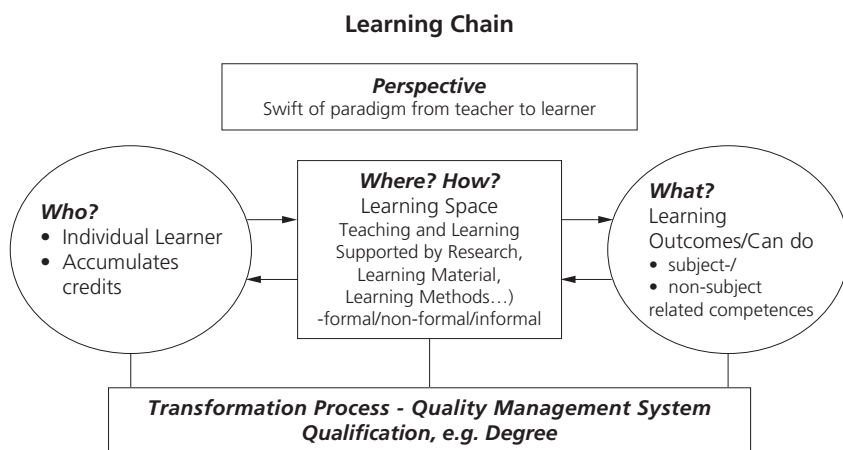 Learning Chain
Perspective
Swift of paradigm from teacher to learner
Who?
• Individual Learner
• Accumulates
credits
Where? How?
Learning Space
Teaching and Learning
Supported by Research,
Learning Material,
Learning Methods…)
-formal/non-formal/informal
What?
Learning
Outcomes/Can do
• subject-/
• non-subject
related competences
Transformation Process - Quality Management System
Qualification, e.g. Degree